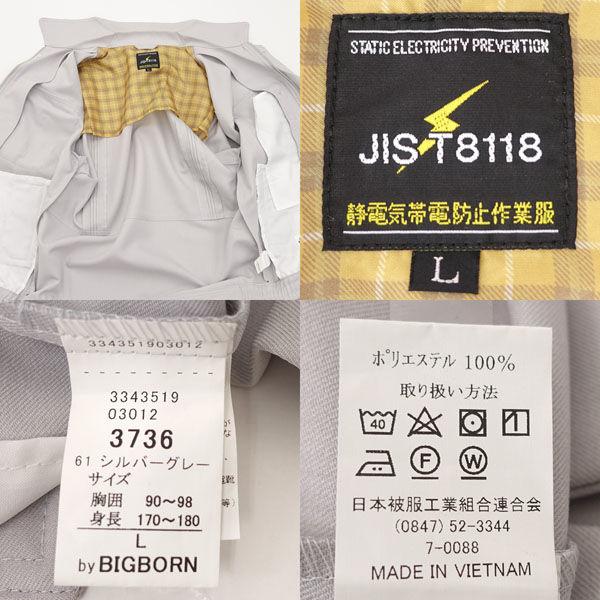 JIS-T8118
STATIC ELECTRICITY PREVENTION
JIS-T8118
静電気帯電防止作業服
L
334351903012
3343519
03012
3736
61 シルバーグレー
サイズ
胸囲 90〜98
身長 170〜180
L
by BIGBORN
ポリエステル 100%
取り扱い方法
40
1
F
W
日本被服工業組合連合会
(0847) 52-3344
7-0088
MADE IN VIETNAM